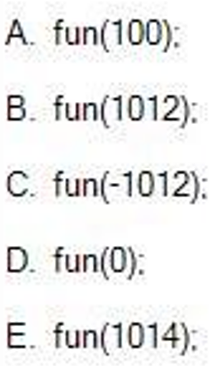 A. fun(100);
B. fun(1012);
C. fun(-1012);
D. fun(0);
E. fun(1014);